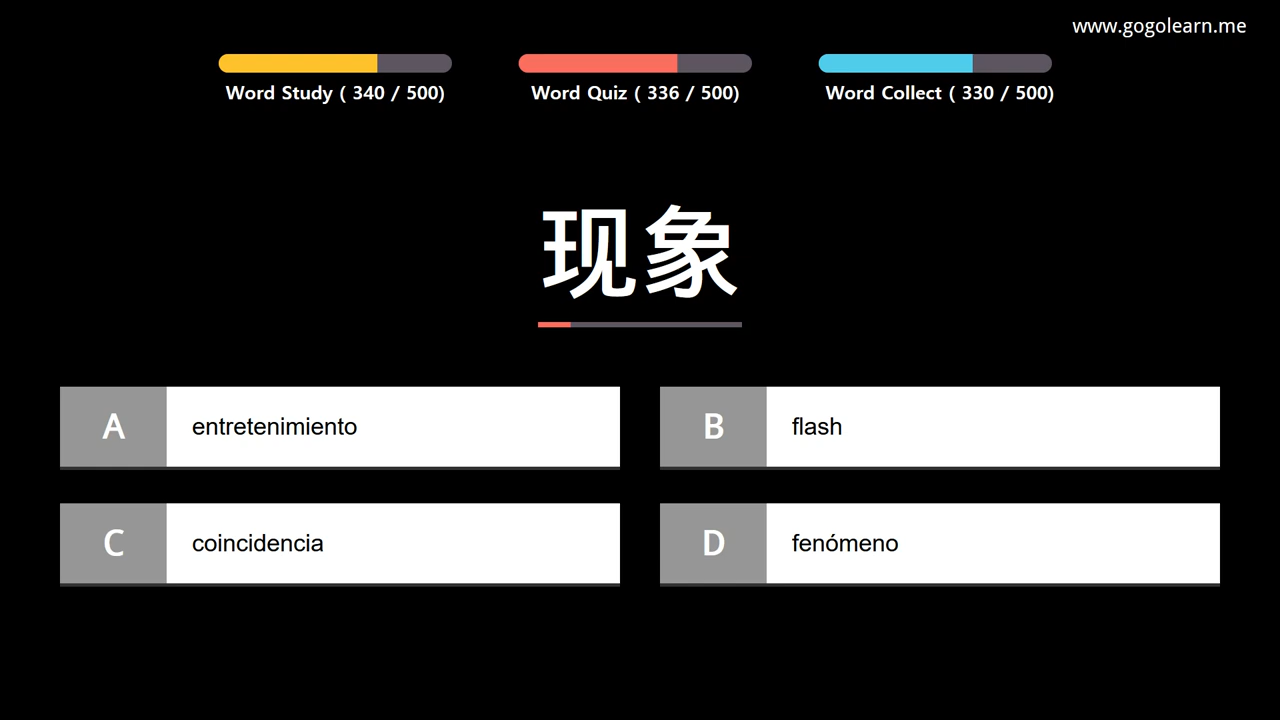 www.gogolearn.me
Word Study ( 340 / 500)
Word Quiz ( 336 / 500)
Word Collect ( 330 / 500)
现象
A entretenimiento
B flash
C coincidencia
D fenómeno